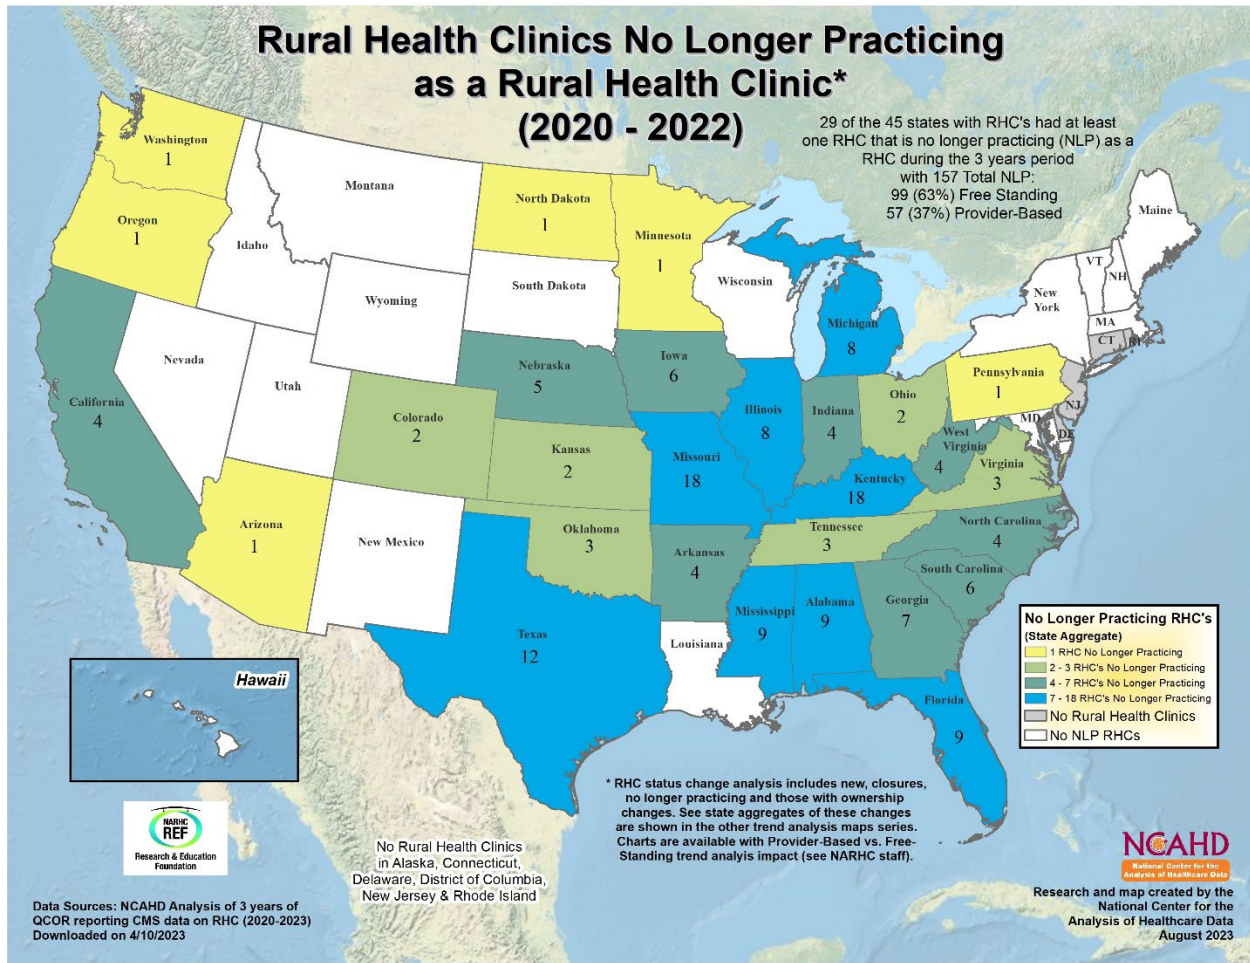 Rural Health Clinics No Longer Practicing
as a Rural Health Clinic*
(2020 - 2022)
29 of the 45 states with RHC's had at least
one RHC that is no longer practicing (NLP) as a
RHC during the 3 years period
with 157 Total NLP:
99 (63%) Free Standing
57 (37%) Provider-Based
Washington
1
Oregon
1
Idaho
Montana
Wyoming
Nevada
Utah
California
4
Arizona
1
New Mexico
Colorado
2
North Dakota
1
South Dakota
Nebraska
5
Kansas
2
Oklahoma
3
Texas
12
Minnesota
1
Iowa
6
Missouri
18
Arkansas
4
Louisiana
Wisconsin
Illinois
8
Michigan
8
Indiana
4
Ohio
2
Kentucky
18
Tennessee
3
Mississippi
9
Alabama
9
Georgia
7
Florida
9
South Carolina
6
North Carolina
4
Virginia
3
West
Virginia
4
Pennsylvania
1
New
York
Maine
VT
NH
MA
CT
RI
NJ
MD
DE
Hawaii
No Longer Practicing RHC's
(State Aggregate)
1 RHC No Longer Practicing
2 - 3 RHC's No Longer Practicing
4 - 7 RHC's No Longer Practicing
7 - 18 RHC's No Longer Practicing
No Rural Health Clinics
No NLP RHCs
* RHC status change analysis includes new, closures,
no longer practicing and those with ownership
changes. See state aggregates of these changes
are shown in the other trend analysis maps series.
Charts are available with Provider-Based vs. Free-
Standing trend analyis impact (see NARHC staff).
NARHC
REF
Research & Education
Foundation
No Rural Health Clinics
in Alaska, Connecticut,
Delaware, District of Columbia,
New Jersey & Rhode Island
Data Sources: NCAHD Analysis of 3 years of
QCOR reporting CMS data on RHC (2020-2023)
Downloaded on 4/10/2023
NCAHD
National Center for the
Analysis of Healthcare Data
Research and map created by the
National Center for the
Analysis of Healthcare Data
August 2023